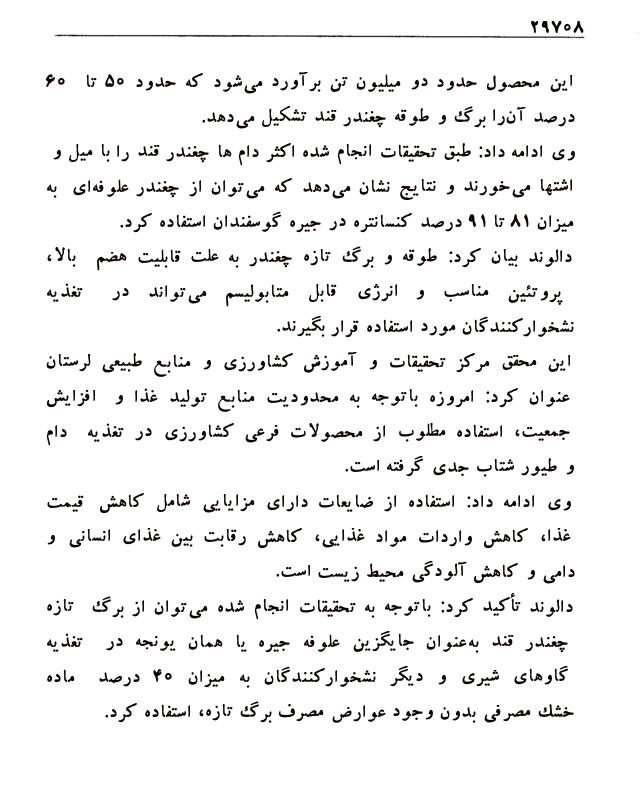 ۲۹۷۰۸
این محصول حدود دو میلیون تن برآورد می‌شود که حدود ۵۰ تا ۶۰
درصد آن‌را برگ و طوقه چغندر قند تشکیل می‌دهد.
وی ادامه داد: طبق تحقیقات انجام شده اکثر دام ها چغندر قند را با میل و
اشتها می‌خورند و نتایج نشان می‌دهد که می‌توان از چغندر علوفه‌ای به
میزان ۸۱ تا ۹۱ درصد کنسانتره در جیره گوسفندان استفاده کرد.
دالوند بیان کرد: طوقه و برگ تازه چغندر به علت قابلیت هضم بالا،
پروتئین مناسب و انرژی قابل متابولیسم می‌تواند در تغذیه
نشخوارکنندگان مورد استفاده قرار بگیرند.
این محقق مرکز تحقیقات و آموزش کشاورزی و منابع طبیعی لرستان
عنوان کرد: امروزه باتوجه به محدودیت منابع تولید غذا و افزایش
جمعیت، استفاده مطلوب از محصولات فرعی کشاورزی در تغذیه دام
و طیور شتاب جدی گرفته است.
وی ادامه داد: استفاده از ضایعات دارای مزایایی شامل کاهش قیمت
غذا، کاهش واردات مواد غذایی، کاهش رقابت بین غذای انسانی و
دامی و کاهش آلودگی محیط زیست است.
دالوند تأکید کرد: باتوجه به تحقیقات انجام شده می‌توان از برگ تازه
چغندر قند به‌عنوان جایگزین علوفه جیره یا همان یونجه در تغذیه
گاوهای شیری و دیگر نشخوارکنندگان به میزان ۴۰ درصد ماده
خشک مصرفی بدون وجود عوارض مصرف برگ تازه، استفاده کرد.